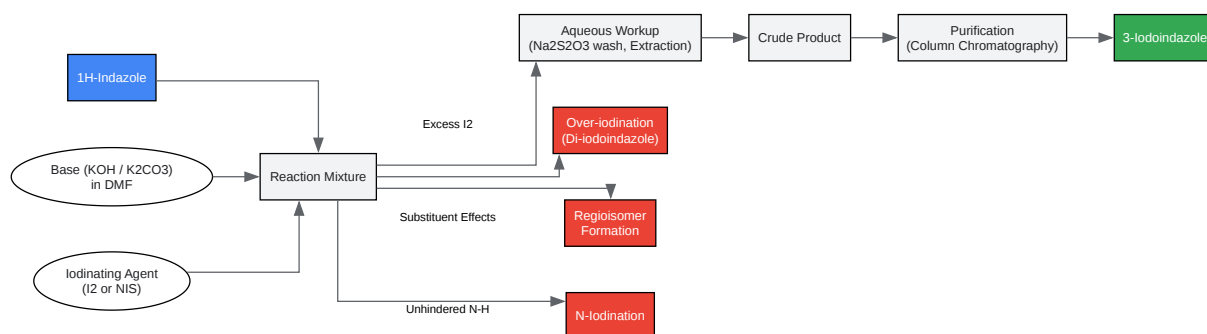 Aqueous Workup
(Na2S2O3 wash, Extraction)
Crude Product
Purification
(Column Chromatography)
3-Iodoindazole
1H-Indazole
Excess I2
Over-iodination
(Di-iodoindazole)
Base (KOH / K2CO3)
in DMF
Reaction Mixture
Substituent Effects
Regioisomer
Formation
Iodinating Agent
(I2 or NIS)
Unhindered N-H
N-Iodination